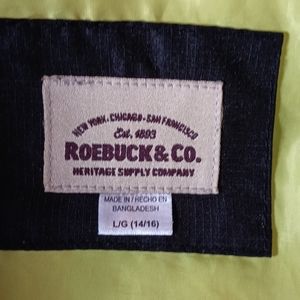 NEW YORK·CHICAGO·SAN FRANCISCO
Est. 1893
ROEBUCK & CO.
HERITAGE SUPPLY COMPANY
MADE IN / HECHO EN
BANGLADESH
L/G (14/16)